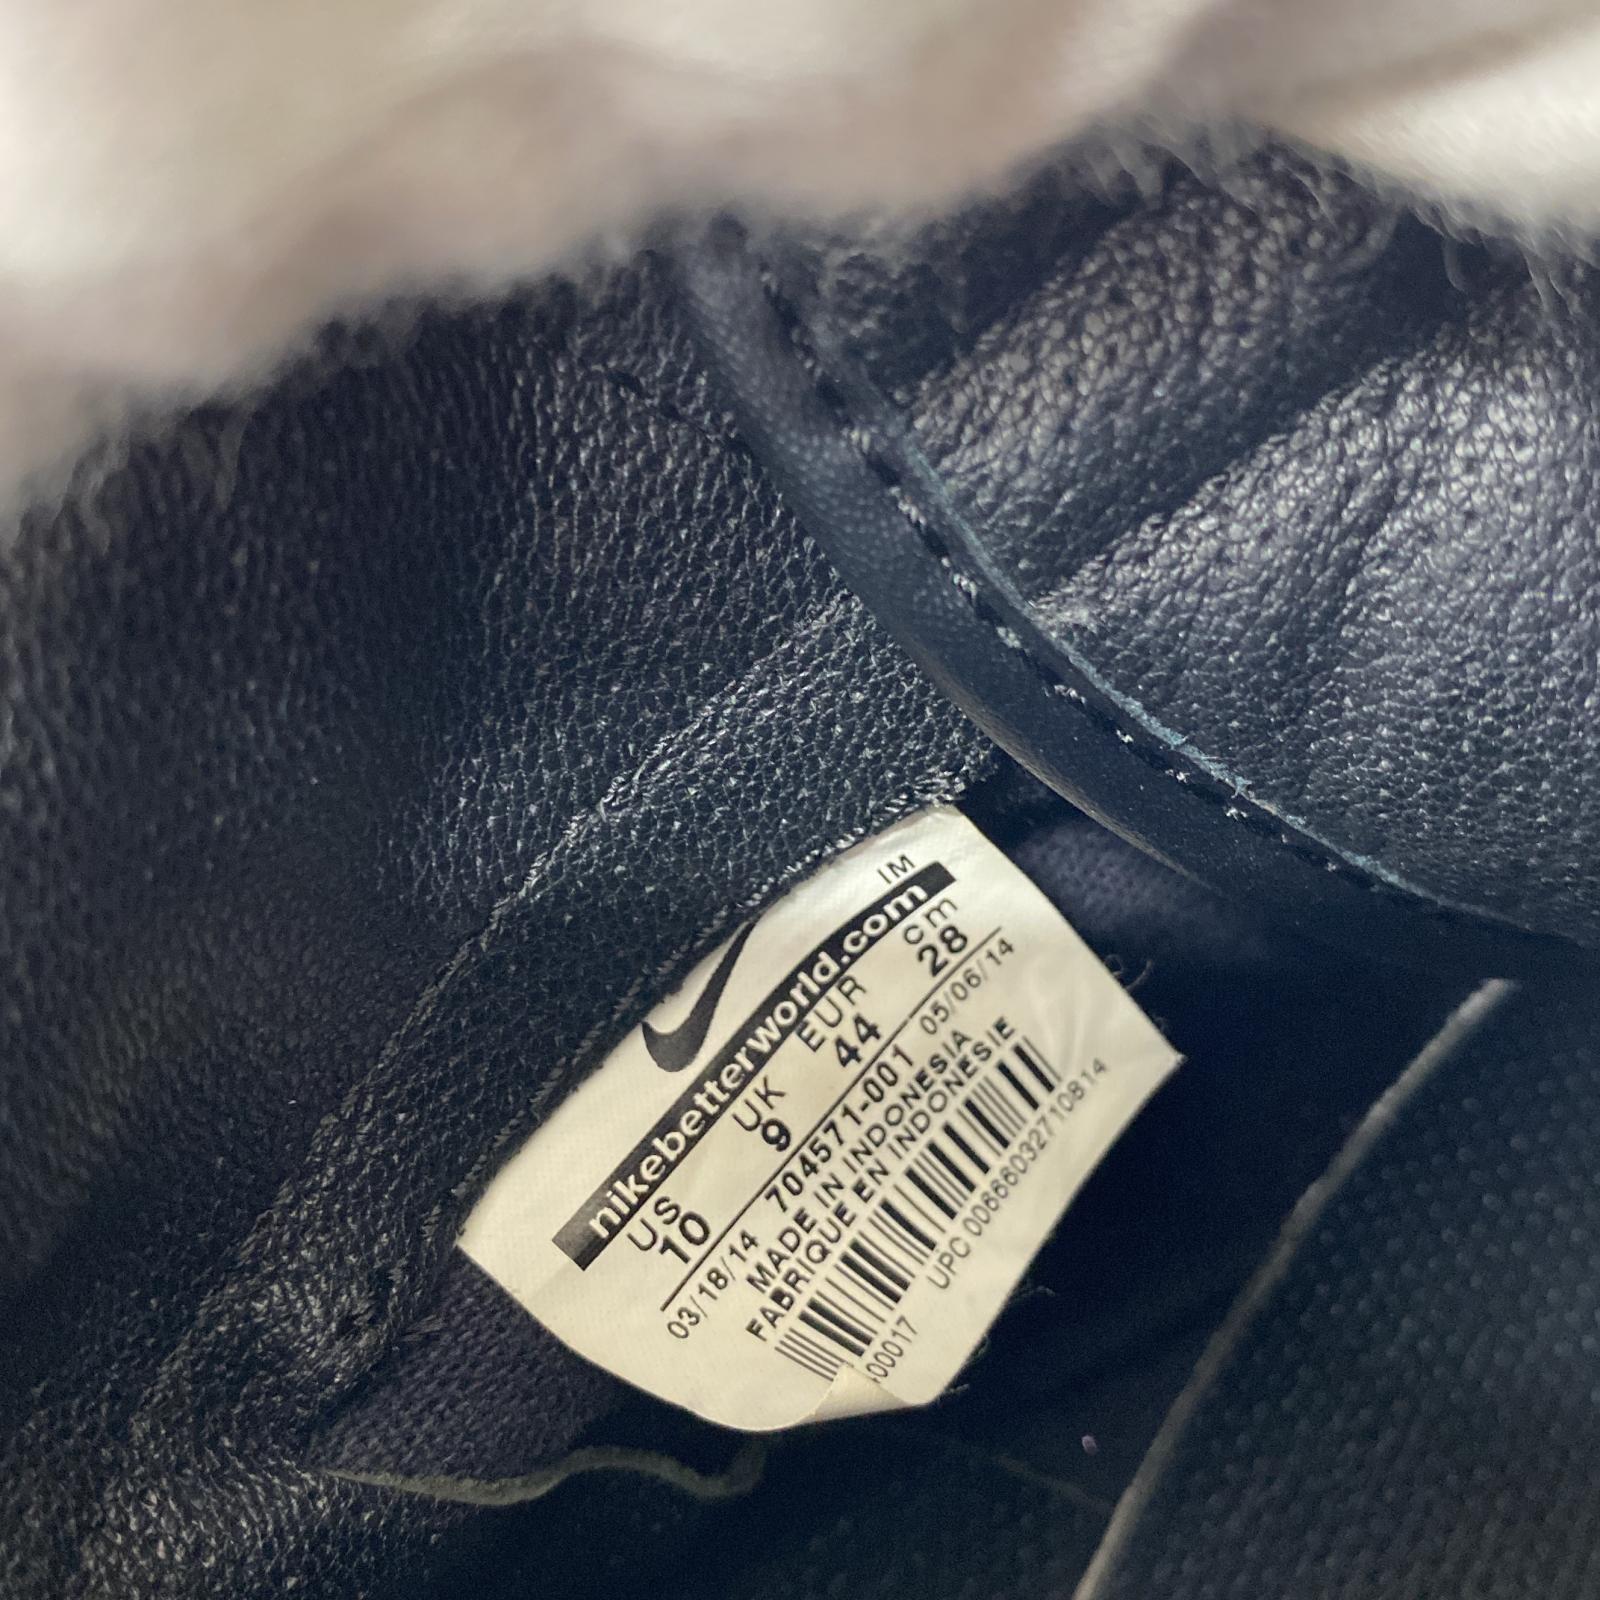 IM
nikebetterworld.com
US UK EUR cm
10 9 44 28
03/18/14 704571-001 05/06/14
MADE IN INDONESIA
FABRIQUE EN INDONESIE
UPC 00666032710814